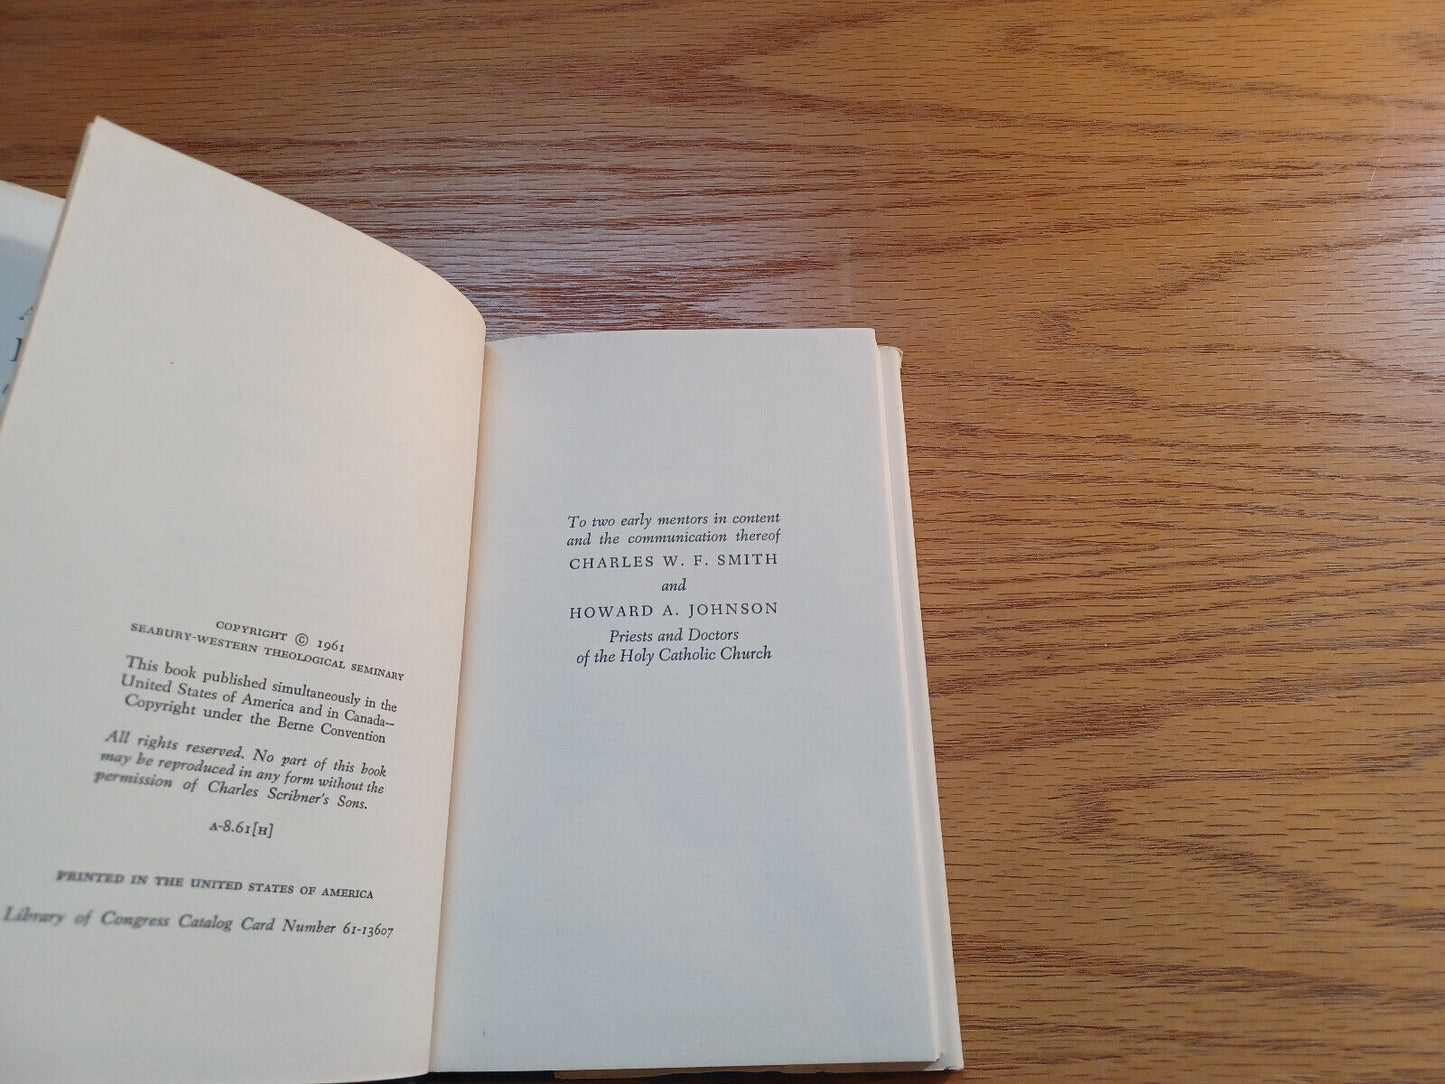 COPYRIGHT © 1961
SEABURY-WESTERN THEOLOGICAL SEMINARY
This book published simultaneously in the
United States of America and in Canada—
Copyright under the Berne Convention
All rights reserved. No part of this book
may be reproduced in any form without the
permission of Charles Scribner's Sons.
A-8.61[H]
PRINTED IN THE UNITED STATES OF AMERICA
Library of Congress Catalog Card Number 61-13607
To two early mentors in content
and the communication thereof
CHARLES W. F. SMITH
and
HOWARD A. JOHNSON
Priests and Doctors
of the Holy Catholic Church